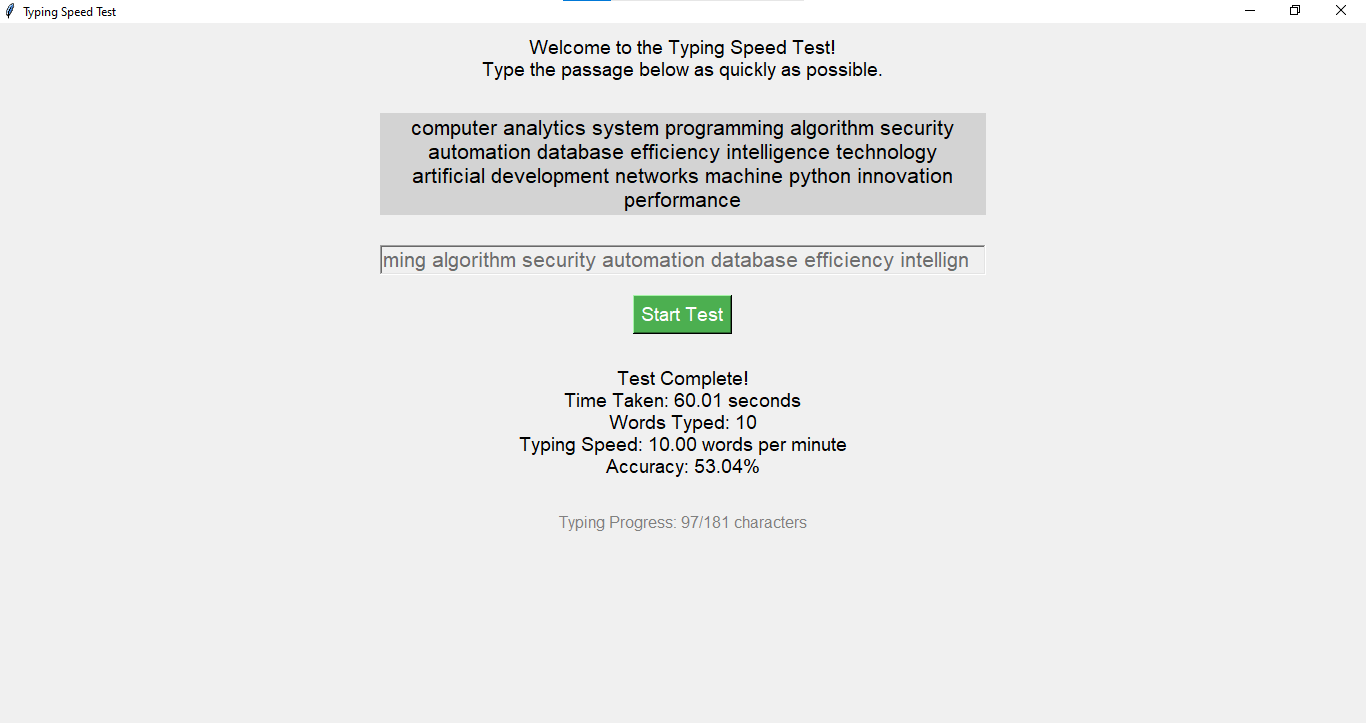 Typing Speed Test
Welcome to the Typing Speed Test!
Type the passage below as quickly as possible.
computer analytics system programming algorithm security
automation database efficiency intelligence technology
artificial development networks machine python innovation
performance
ming algorithm security automation database efficiency intellign
Start Test
Test Complete!
Time Taken: 60.01 seconds
Words Typed: 10
Typing Speed: 10.00 words per minute
Accuracy: 53.04%
Typing Progress: 97/181 characters